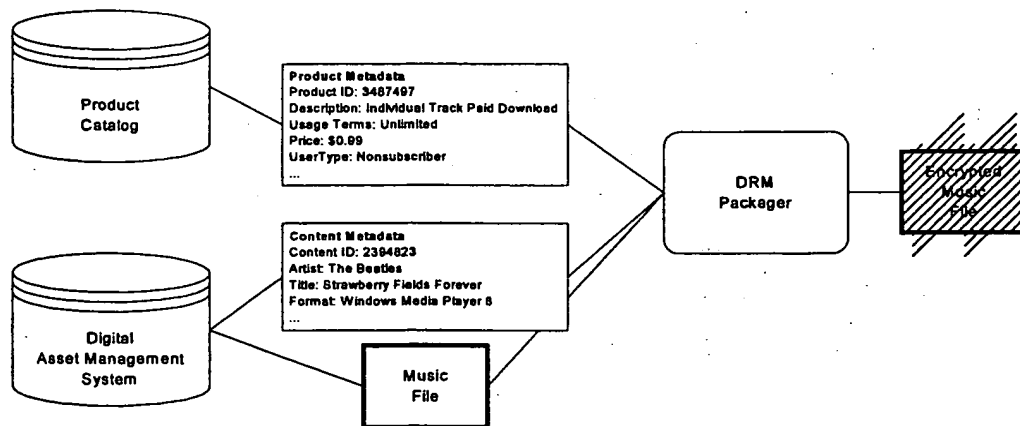 Product
Catalog
Product Metadata
Product ID: 3487497
Description: Individual Track Paid Download
Usage Terms: Unlimited
Price: $0.99
UserType: Nonsubscriber
...
DRM
Packager
Encrypted
Music
File
Digital
Asset Management
System
Content Metadata
Content ID: 2394823
Artist: The Beatles
Title: Strawberry Fields Forever
Format: Windows Media Player 6
...
Music
File